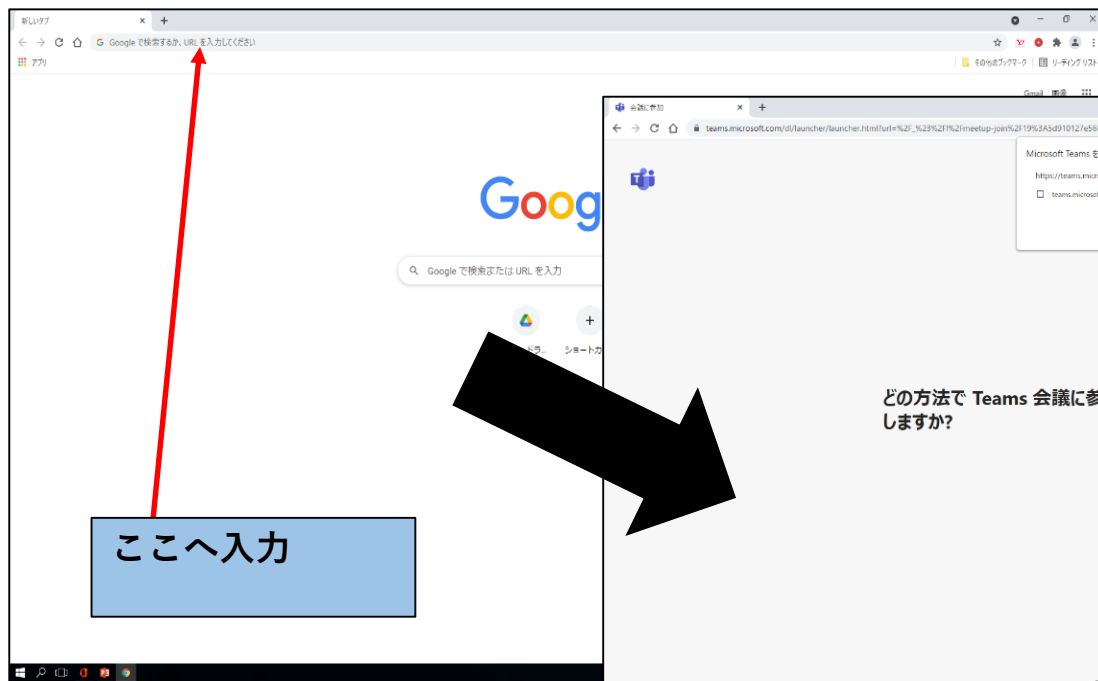 新しいタブ
Google で検索するか、URL を入力してください
アプリ
その他のブックマーク
リーディング リスト
Gmail 画像
Goog
Google で検索または URL を入力
ドラ...
ショートカ
会議に参加
teams.microsoft.com/dl/launcher/launcher.html?url=%2F_%23%2Fl%2Fmeetup-join%2F19%3A5d910127e56
Microsoft Teams を
https://teams.micr
teams.microsof
どの方法で Teams 会議に参
しますか?
ここへ入力